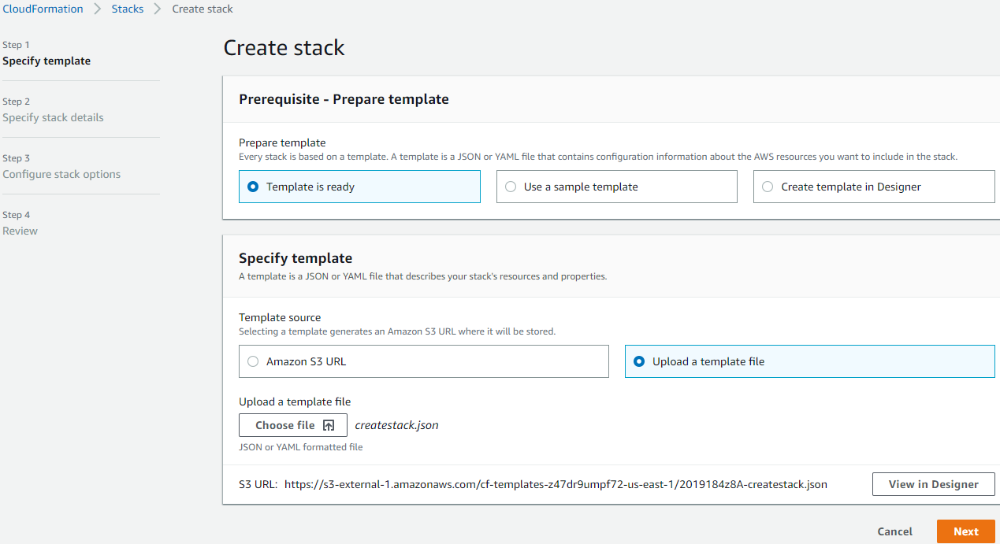 CloudFormation > Stacks > Create stack
Step 1
Specify template
Step 2
Specify stack details
Step 3
Configure stack options
Step 4
Review
Create stack
Prerequisite - Prepare template
Prepare template
Every stack is based on a template. A template is a JSON or YAML file that contains configuration information about the AWS resources you want to include in the stack.
Template is ready
Use a sample template
Create template in Designer
Specify template
A template is a JSON or YAML file that describes your stack's resources and properties.
Template source
Selecting a template generates an Amazon S3 URL where it will be stored.
Amazon S3 URL
Upload a template file
Upload a template file
Choose file createstack.json
JSON or YAML formatted file
S3 URL: https://s3-external-1.amazonaws.com/cf-templates-z47dr9umpf72-us-east-1/2019184z8A-createstack.json
View in Designer
Cancel
Next